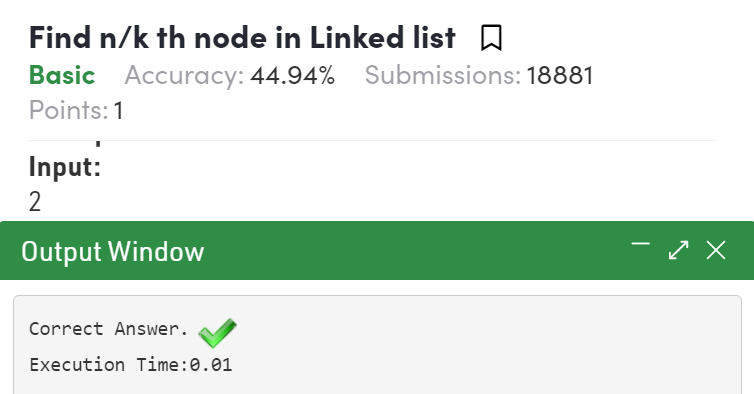 Find n/k th node in Linked list
Basic Accuracy: 44.94% Submissions: 18881
Points: 1
Input:
2
Output Window
Correct Answer.
Execution Time:0.01